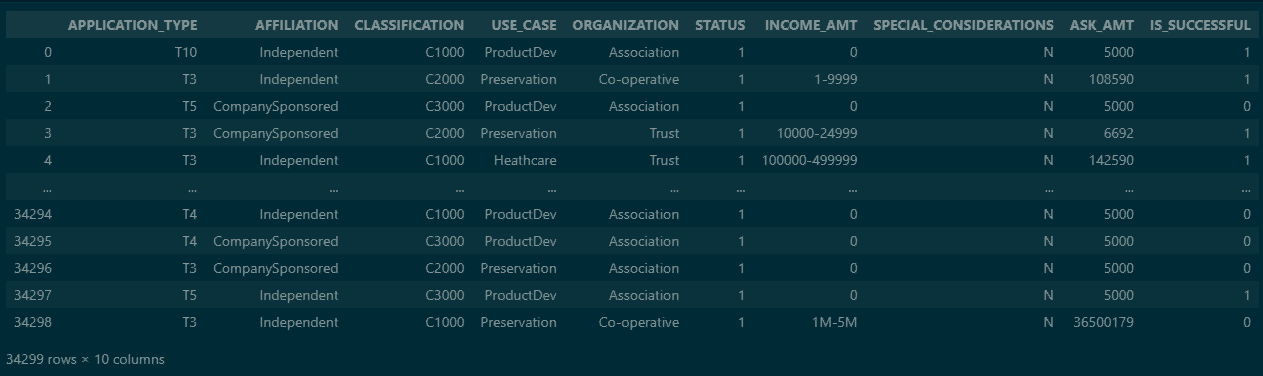 APPLICATION_TYPE AFFILIATION CLASSIFICATION USE_CASE ORGANIZATION STATUS INCOME_AMT SPECIAL_CONSIDERATIONS ASK_AMT IS_SUCCESSFUL
0 T10 Independent C1000 ProductDev Association 1 0 N 5000 1
1 T3 Independent C2000 Preservation Co-operative 1 1-9999 N 108590 1
2 T5 CompanySponsored C3000 ProductDev Association 1 0 N 5000 0
3 T3 CompanySponsored C2000 Preservation Trust 1 10000-24999 N 6692 1
4 T3 Independent C1000 Heathcare Trust 1 100000-499999 N 142590 1
... ... ... ... ... ... ... ... ... ... ...
34294 T4 Independent C1000 ProductDev Association 1 0 N 5000 0
34295 T4 CompanySponsored C3000 ProductDev Association 1 0 N 5000 0
34296 T3 CompanySponsored C2000 Preservation Association 1 0 N 5000 0
34297 T5 Independent C3000 ProductDev Association 1 0 N 5000 1
34298 T3 Independent C1000 Preservation Co-operative 1 1M-5M N 36500179 0
34299 rows × 10 columns